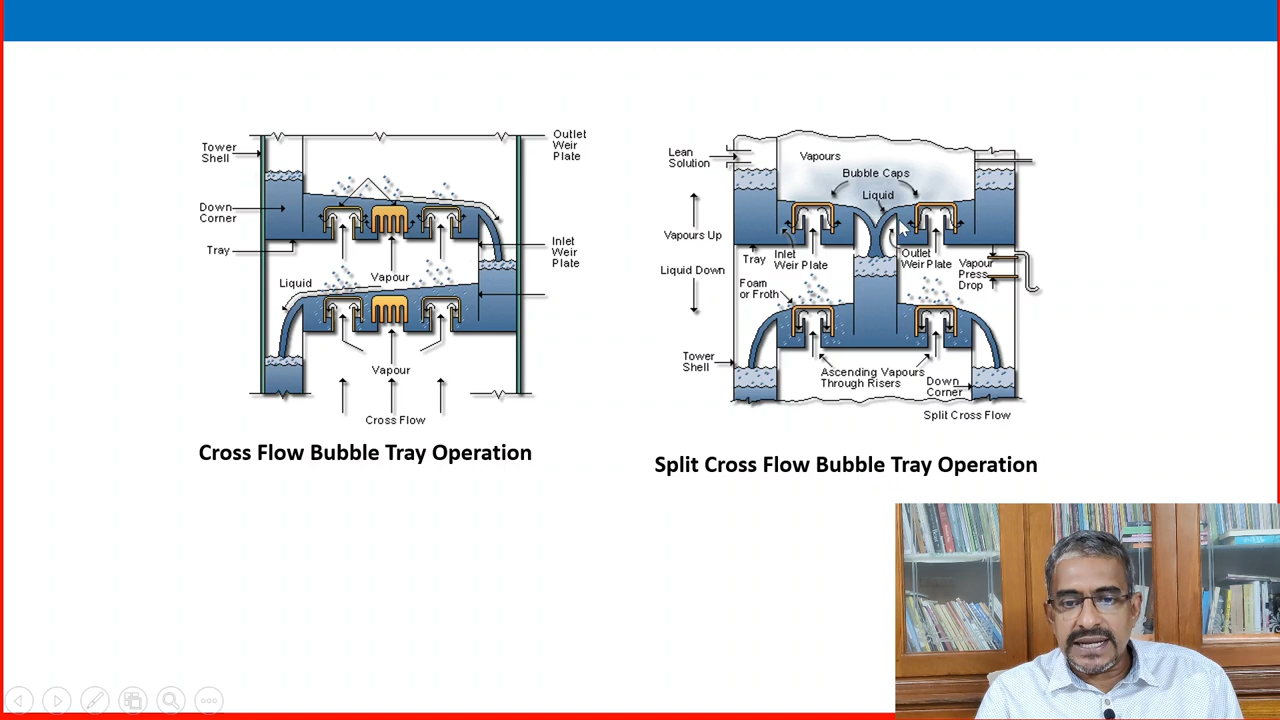 Tower
Shell
Down
Corner
Tray
Liquid
Vapour
Vapour
Cross Flow
Outlet
Weir
Plate
Inlet
Weir
Plate
Cross Flow Bubble Tray Operation
Lean
Solution
Vapours
Bubble Caps
Liquid
Vapours Up
Liquid Down
Tray
Inlet
Weir Plate
Outlet
Weir Plate
Vapour
Press
Drop
Foam
or Froth
Tower
Shell
Ascending Vapours
Through Risers
Down
Corner
Split Cross Flow
Split Cross Flow Bubble Tray Operation